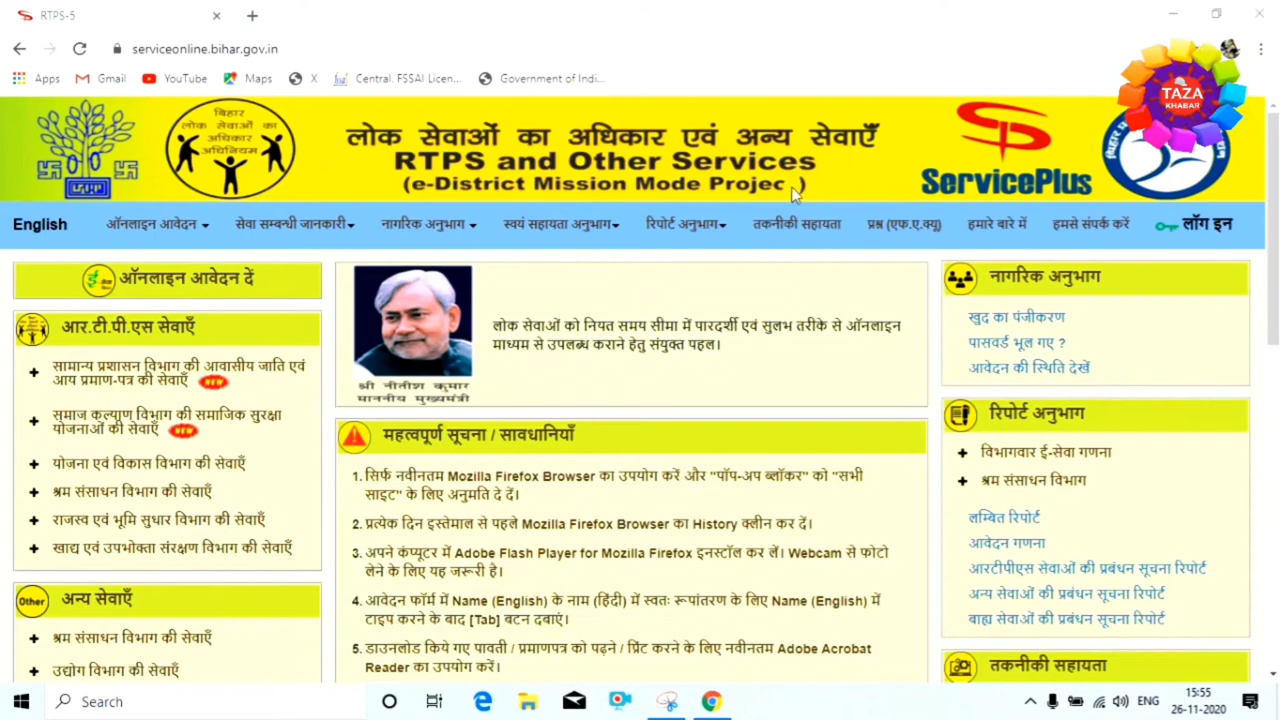 RTPS-5
serviceonline.bihar.gov.in
Apps Gmail YouTube Maps X Central. FSSAI Licen... Government of Indi...
TAZA
KHABAR
बिहार
लोक सेवाओं का
अधिकार
अधिनियम
लोक सेवाओं का अधिकार एवं अन्य सेवाएँ
RTPS and Other Services
(e-District Mission Mode Projec )
ServicePlus
English ऑनलाइन आवेदन सेवा सम्बन्धी जानकारी नागरिक अनुभाग स्वयं सहायता अनुभाग रिपोर्ट अनुभाग तकनीकी सहायता प्रश्न (एफ.ए.क्यू) हमारे बारे में हमसे संपर्क करें लॉग इन
ऑनलाइन आवेदन दें
आर.टी.पी.एस सेवाएँ
सामान्य प्रशासन विभाग की आवासीय जाति एवं
आय प्रमाण-पत्र की सेवाएँ NEW
समाज कल्याण विभाग की समाजिक सुरक्षा
योजनाओं की सेवाएँ NEW
योजना एवं विकास विभाग की सेवाएँ
श्रम संसाधन विभाग की सेवाएँ
राजस्व एवं भूमि सुधार विभाग की सेवाएँ
खाद्य एवं उपभोक्ता संरक्षण विभाग की सेवाएँ
Other अन्य सेवाएँ
श्रम संसाधन विभाग की सेवाएँ
उद्योग विभाग की सेवाएँ
लोक सेवाओं को नियत समय सीमा में पारदर्शी एवं सुलभ तरीके से ऑनलाइन
माध्यम से उपलब्ध कराने हेतु संयुक्त पहल।
श्री नीतीश कुमार
माननीय मुख्यमंत्री
महत्वपूर्ण सूचना / सावधानियाँ
1. सिर्फ नवीनतम Mozilla Firefox Browser का उपयोग करें और "पॉप-अप ब्लॉकर" को "सभी
साइट" के लिए अनुमति दे दें।
2. प्रत्येक दिन इस्तेमाल से पहले Mozilla Firefox Browser का History क्लीन कर दें।
3. अपने कंप्यूटर में Adobe Flash Player for Mozilla Firefox इनस्टॉल कर लें। Webcam से फोटो
लेने के लिए यह जरूरी है।
4. आवेदन फॉर्म में Name (English) के नाम (हिंदी) में स्वतः रूपांतरण के लिए Name (English) में
टाइप करने के बाद [Tab] बटन दबाएं।
5. डाउनलोड किये गए पावती / प्रमाणपत्र को पढ़ने / प्रिंट करने के लिए नवीनतम Adobe Acrobat
Reader का उपयोग करें।
नागरिक अनुभाग
खुद का पंजीकरण
पासवर्ड भूल गए ?
आवेदन की स्थिति देखें
रिपोर्ट अनुभाग
विभागवार ई-सेवा गणना
श्रम संसाधन विभाग
लम्बित रिपोर्ट
आवेदन गणना
आरटीपीएस सेवाओं की प्रबंधन सूचना रिपोर्ट
अन्य सेवाओं की प्रबंधन सूचना रिपोर्ट
बाह्य सेवाओं की प्रबंधन सूचना रिपोर्ट
तकनीकी सहायता
Search
ENG
15:55
26-11-2020